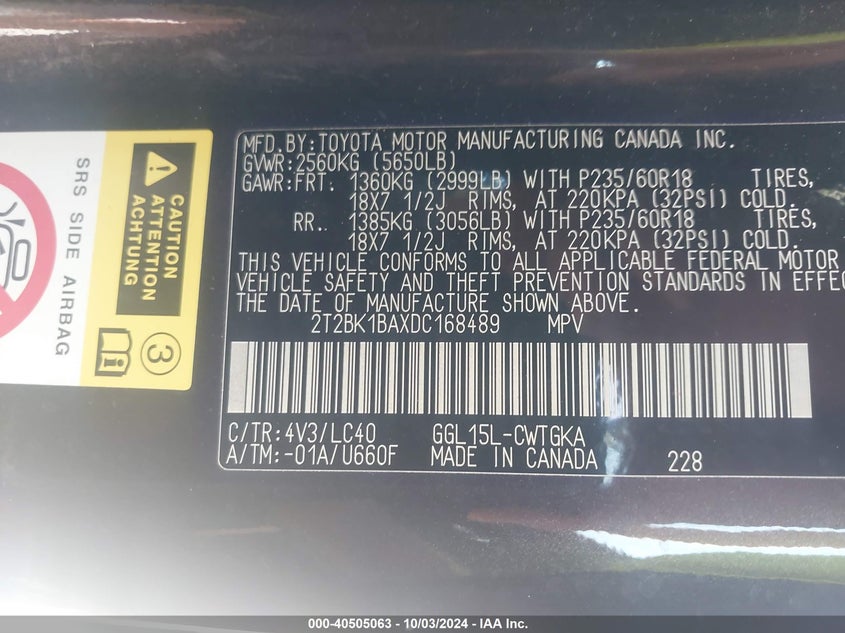 SRS SIDE AIRBAG
CAUTION
ATTENTION
ACHTUNG
i
3
MFD.BY:TOYOTA MOTOR MANUFACTURING CANADA INC.
GVWR:2560KG (5650LB)
GAWR:FRT. 1360KG (2999LB) WITH P235/60R18 TIRES,
18X7 1/2J RIMS, AT 220KPA (32PSI) COLD.
RR. 1385KG (3056LB) WITH P235/60R18 TIRES,
18X7 1/2J RIMS, AT 220KPA (32PSI) COLD.
THIS VEHICLE CONFORMS TO ALL APPLICABLE FEDERAL MOTOR
VEHICLE SAFETY AND THEFT PREVENTION STANDARDS IN EFFEC
THE DATE OF MANUFACTURE SHOWN ABOVE.
2T2BK1BAXDC168489 MPV
C/TR:4V3/LC40 GGL15L-CWTGKA
A/TM:-01A/U660F MADE IN CANADA 228
000-40505063 - 10/03/2024 - IAA Inc.